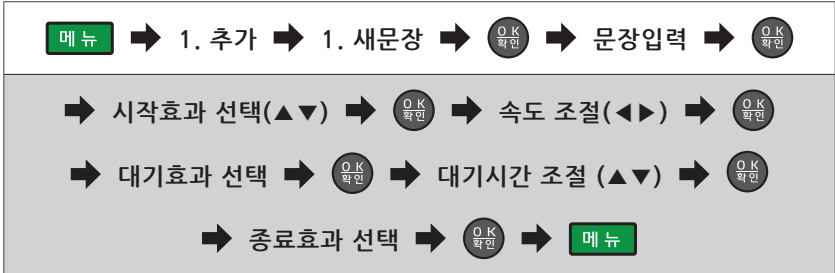 메뉴 ➡ 1. 추가 ➡ 1. 새문장 ➡ OK 확인 ➡ 문장입력 ➡ OK 확인
➡ 시작효과 선택(▲▼) ➡ OK 확인 ➡ 속도 조절(◀▶) ➡ OK 확인
➡ 대기효과 선택 ➡ OK 확인 ➡ 대기시간 조절 (▲▼) ➡ OK 확인
➡ 종료효과 선택 ➡ OK 확인 ➡ 메뉴